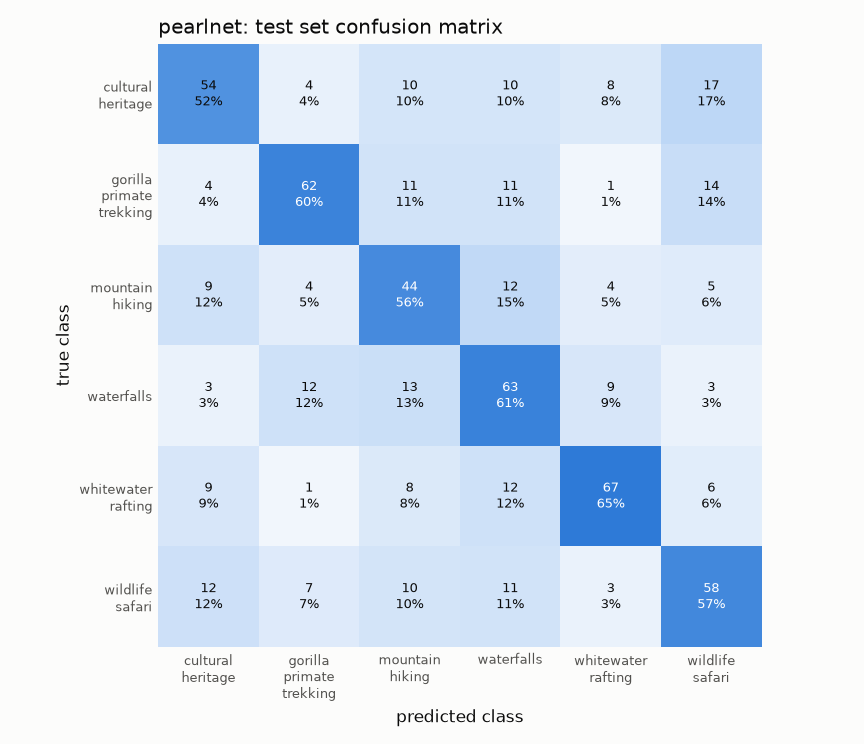 pearlnet: test set confusion matrix
cultural
heritage
54 4 10 10 8 17
52% 4% 10% 10% 8% 17%
gorilla
primate
trekking
4 62 11 11 1 14
4% 60% 11% 11% 1% 14%
mountain
hiking
9 4 44 12 4 5
12% 5% 56% 15% 5% 6%
true class
waterfalls
3 12 13 63 9 3
3% 12% 13% 61% 9% 3%
whitewater
rafting
9 1 8 12 67 6
9% 1% 8% 12% 65% 6%
wildlife
safari
12 7 10 11 3 58
12% 7% 10% 11% 3% 57%
cultural
heritage
gorilla
primate
trekking
mountain
hiking
waterfalls
whitewater
rafting
wildlife
safari
predicted class